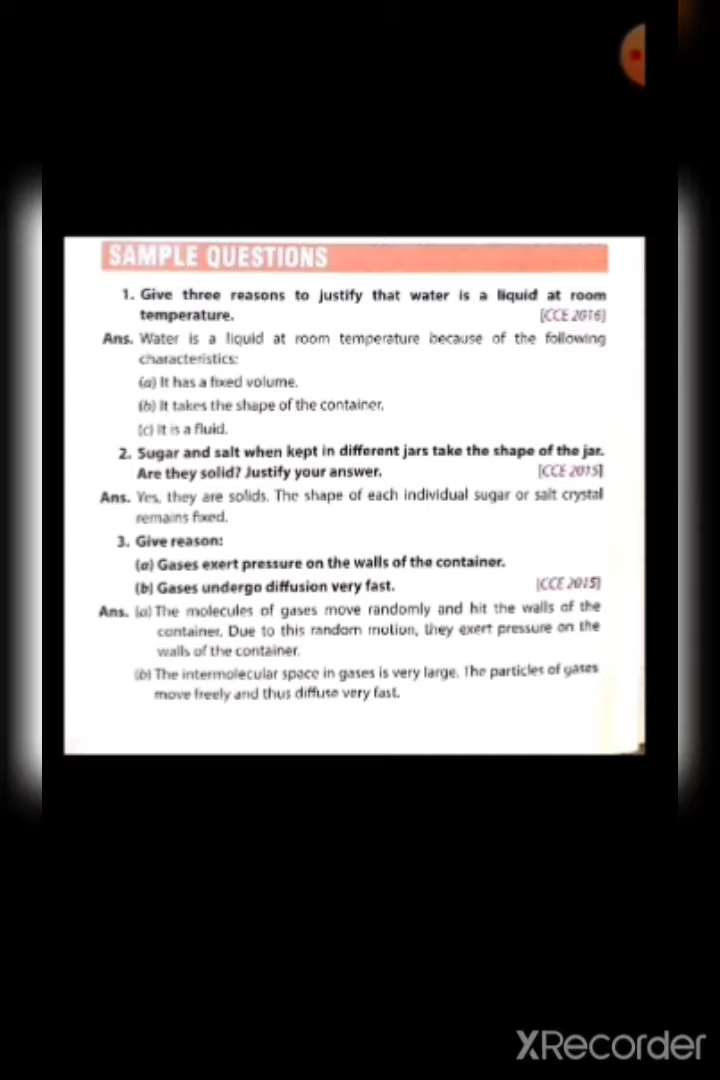 SAMPLE QUESTIONS
1. Give three reasons to justify that water is a liquid at room
temperature. [CCE 2016]
Ans. Water is a liquid at room temperature because of the following
characteristics:
(a) It has a fixed volume.
(b) It takes the shape of the container.
(c) It is a fluid.
2. Sugar and salt when kept in different jars take the shape of the jar.
Are they solid? Justify your answer. [CCE 2015]
Ans. Yes, they are solids. The shape of each individual sugar or salt crystal
remains fixed.
3. Give reason:
(a) Gases exert pressure on the walls of the container.
(b) Gases undergo diffusion very fast. [CCE 2015]
Ans. (a) The molecules of gases move randomly and hit the walls of the
container. Due to this random motion, they exert pressure on the
walls of the container.
(b) The intermolecular space in gases is very large. The particles of gases
move freely and thus diffuse very fast.
XRecorder